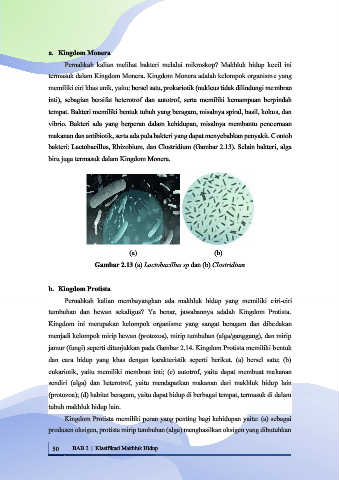 a. Kingdom Monera
Pernahkah kalian melihat bakteri melalui mikroskop? Makhluk hidup kecil ini
termasuk dalam Kingdom Monera. Kingdom Monera adalah kelompok organisme yang
memiliki ciri khas unik, yaitu: bersel satu, prokariotik (nukleus tidak dilindungi membran
inti), sebagian bersifat heterotrof dan autotrof, serta memiliki kemampuan berpindah
tempat. Bakteri memiliki bentuk tubuh yang beragam, misalnya spiral, basil, kokus, dan
vibrio. Bakteri ada yang berperan dalam kehidupan, misalnya membantu pencernaan
makanan dan antibiotik, serta ada pula bakteri yang dapat menyebabkan penyakit. Contoh
bakteri: Lactobacillus, Rhizobium, dan Clostridium (Gambar 2.13). Selain bakteri, alga
biru juga termasuk dalam Kingdom Monera.
(a) (b)
Gambar 2.13 (a) Lactobacillus sp dan (b) Clostridium
b. Kingdom Protista
Pernahkah kalian membayangkan ada makhluk hidup yang memiliki ciri-ciri
tumbuhan dan hewan sekaligus? Ya benar, jawabannya adalah Kingdom Protista.
Kingdom ini merupakan kelompok organisme yang sangat beragam dan dibedakan
menjadi kelompok mirip hewan (protozoa), mirip tumbuhan (alga/ganggang), dan mirip
jamur (fungi) seperti ditunjukkan pada Gambar 2.14. Kingdom Protista memiliki bentuk
dan cara hidup yang khas dengan karakteristik seperti berikut. (a) bersel satu; (b)
eukariotik, yaitu memiliki membran inti; (c) autotrof, yaitu dapat membuat makanan
sendiri (alga) dan heterotrof, yaitu mendapatkan makanan dari makhluk hidup lain
(protozoa); (d) habitat beragam, yaitu dapat hidup di berbagai tempat, termasuk di dalam
tubuh makhluk hidup lain.
Kingdom Protista memiliki peran yang penting bagi kehidupan yaitu: (a) sebagai
produsen oksigen, protista mirip tumbuhan (alga) menghasilkan oksigen yang dibutuhkan
50 BAB 2 | Klasifikasi Makhluk Hidup